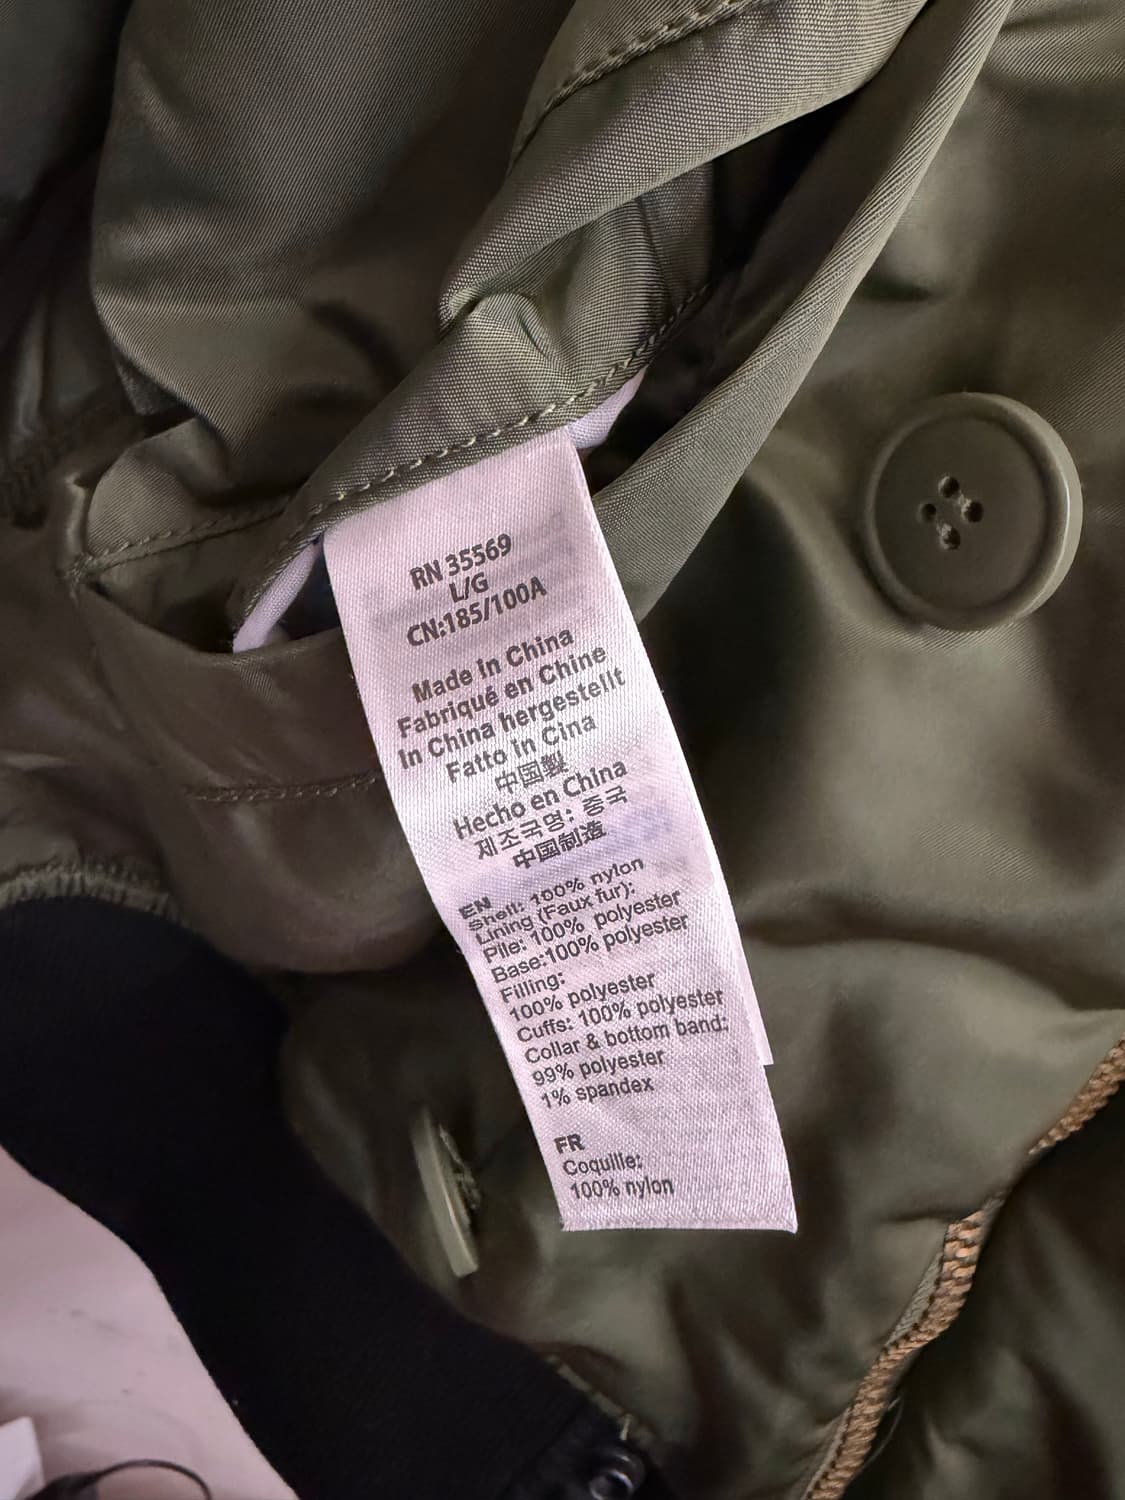 RN 35569
L/G
CN:185/100A
Made in China
Fabriqué en Chine
In China hergestellt
Fatto in Cina
中国製
Hecho en China
제조국명: 중국
中国制造
EN
Shell: 100% nylon
Lining (Faux fur):
Pile: 100% polyester
Base:100% polyester
Filling:
100% polyester
Cuffs: 100% polyester
Collar & bottom band:
99% polyester
1% spandex
FR
Coquille:
100% nylon